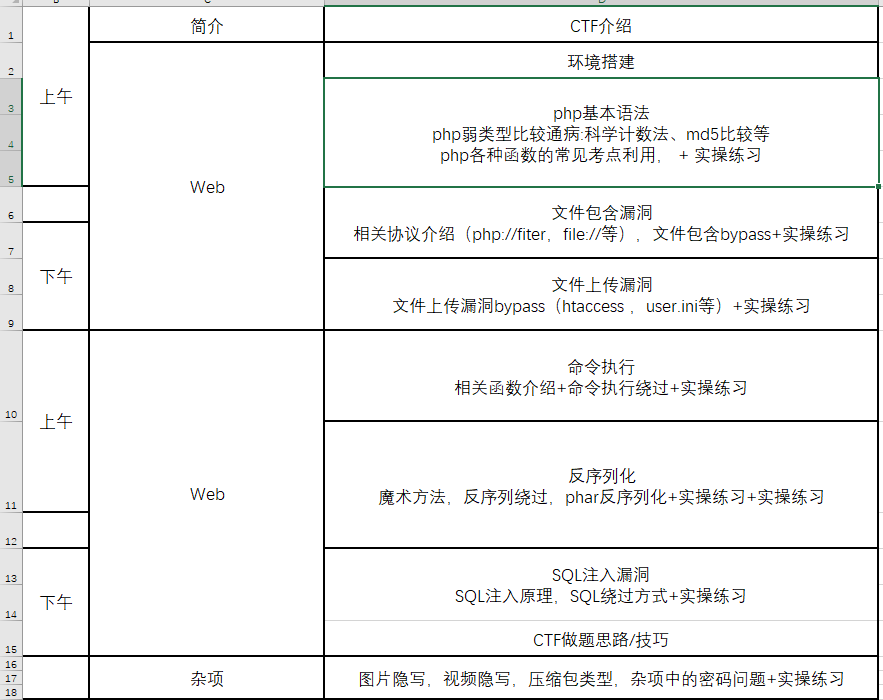 简介
CTF介绍
1
上午
Web
环境搭建
2
php基本语法
php弱类型比较通病:科学计数法、md5比较等
php各种函数的常见考点利用， + 实操练习
3
4
5
文件包含漏洞
相关协议介绍（php://fiter，file://等），文件包含bypass+实操练习
6
7
下午
文件上传漏洞
文件上传漏洞bypass（htaccess ，user.ini等）+实操练习
8
9
上午
Web
命令执行
相关函数介绍+命令执行绕过+实操练习
10
反序列化
魔术方法，反序列绕过，phar反序列化+实操练习+实操练习
11
12
下午
SQL注入漏洞
SQL注入原理，SQL绕过方式+实操练习
13
14
CTF做题思路/技巧
15
杂项
图片隐写，视频隐写，压缩包类型，杂项中的密码问题+实操练习
16
17
18